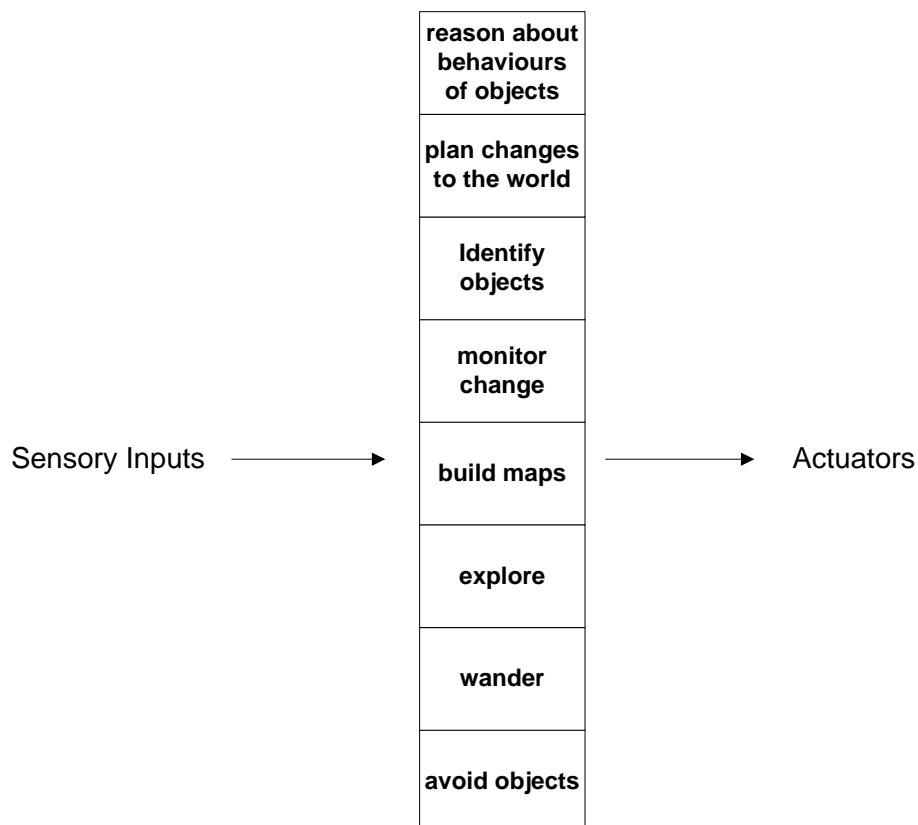 reason about
behaviours
of objects
plan changes
to the world
Identify
objects
monitor
change
Sensory Inputs
build maps
Actuators
explore
wander
avoid objects